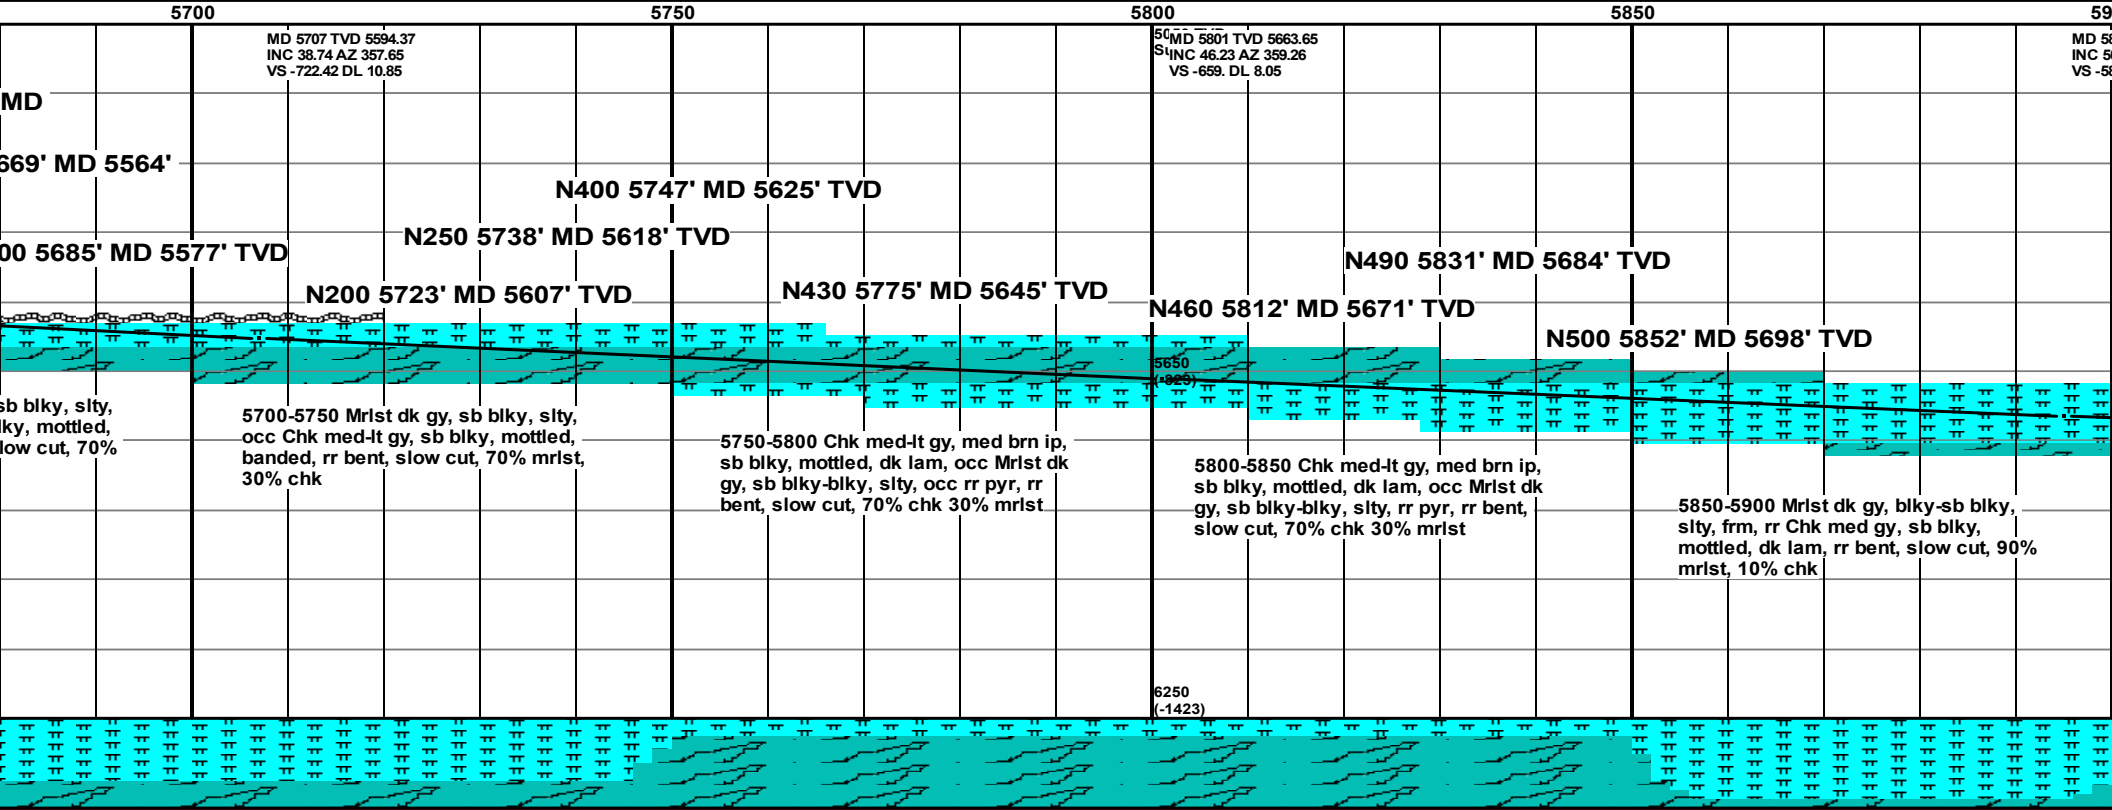 5700
5750
5800
5850
MD 5707 TVD 5594.37
INC 38.74 AZ 357.65
VS -722.42 DL 10.85
MD 5801 TVD 5663.65
INC 46.23 AZ 359.26
VS -659. DL 8.05
MD
669' MD 5564'
N400 5747' MD 5625' TVD
00 5685' MD 5577' TVD
N250 5738' MD 5618' TVD
N200 5723' MD 5607' TVD
N430 5775' MD 5645' TVD
N490 5831' MD 5684' TVD
N460 5812' MD 5671' TVD
N500 5852' MD 5698' TVD
5650
sb blky, slty,
lky, mottled,
low cut, 70%
5700-5750 Mrlst dk gy, sb blky, slty,
occ Chk med-lt gy, sb blky, mottled,
banded, rr bent, slow cut, 70% mrlst,
30% chk
5750-5800 Chk med-lt gy, med brn ip,
sb blky, mottled, dk lam, occ Mrlst dk
gy, sb blky-blky, slty, occ rr pyr, rr
bent, slow cut, 70% chk 30% mrlst
5800-5850 Chk med-lt gy, med brn ip,
sb blky, mottled, dk lam, occ Mrlst dk
gy, sb blky-blky, slty, rr pyr, rr bent,
slow cut, 70% chk 30% mrlst
5850-5900 Mrlst dk gy, blky-sb blky,
slty, frm, rr Chk med gy, sb blky,
mottled, dk lam, rr bent, slow cut, 90%
mrlst, 10% chk
6250
(-1423)